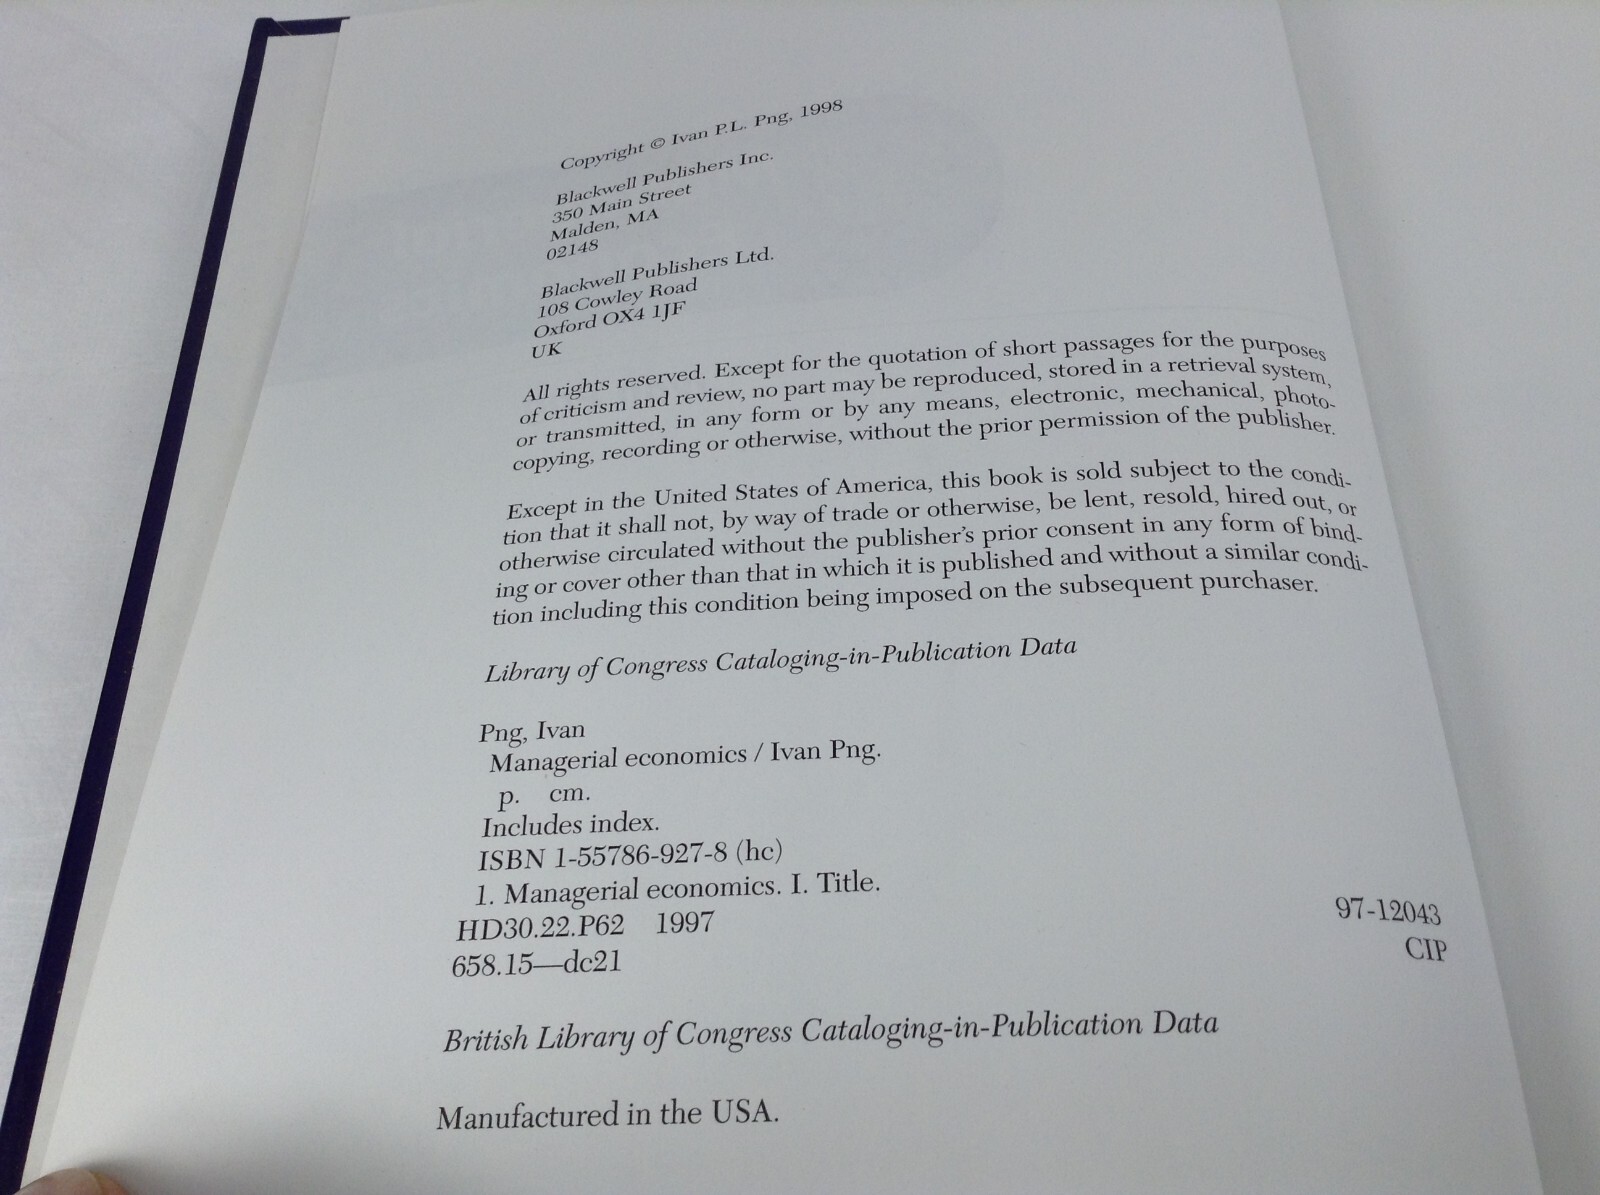 Copyright © Ivan P.L. Png, 1998
Blackwell Publishers Inc.
350 Main Street
Malden, MA
02148
Blackwell Publishers Ltd.
108 Cowley Road
Oxford OX4 1JF
UK
All rights reserved. Except for the quotation of short passages for the purposes
of criticism and review, no part may be reproduced, stored in a retrieval system,
or transmitted, in any form or by any means, electronic, mechanical, photo-
copying, recording or otherwise, without the prior permission of the publisher.
Except in the United States of America, this book is sold subject to the condi-
tion that it shall not, by way of trade or otherwise, be lent, resold, hired out, or
otherwise circulated without the publisher's prior consent in any form of bind-
ing or cover other than that in which it is published and without a similar condi-
tion including this condition being imposed on the subsequent purchaser.
Library of Congress Cataloging-in-Publication Data
Png, Ivan
Managerial economics / Ivan Png.
p. cm.
Includes index.
ISBN 1-55786-927-8 (hc)
1. Managerial economics. I. Title.
HD30.22.P62 1997
658.15—dc21
97-12043
CIP
British Library of Congress Cataloging-in-Publication Data
Manufactured in the USA.